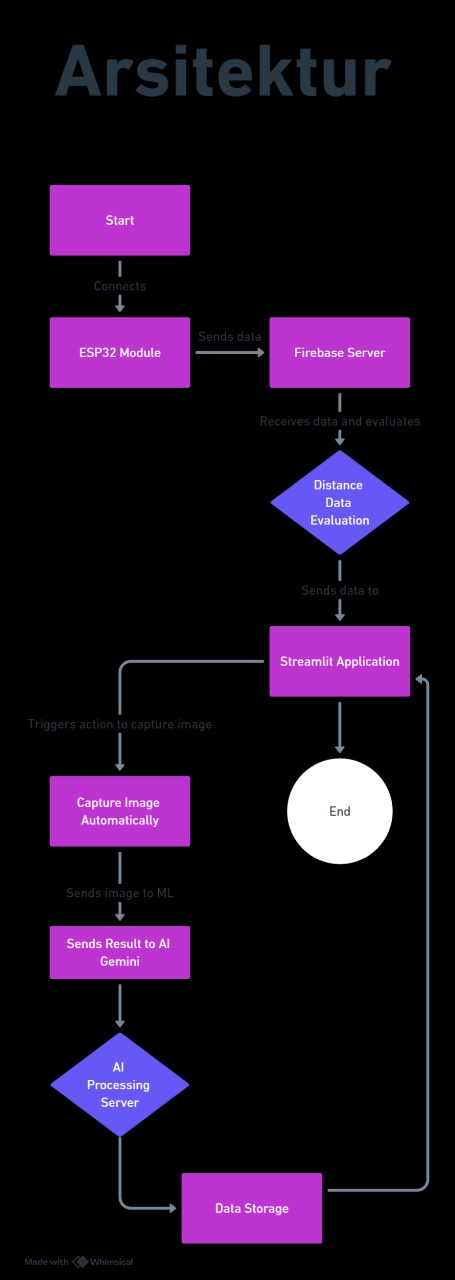 Arsitektur
Start
Connects
ESP32 Module
Sends data
Firebase Server
Receives data and evaluates
Distance
Data
Evaluation
Sends data to
Streamlit Application
Triggers action to capture image
Capture Image
Automatically
End
Sends image to ML
Sends Result to AI
Gemini
AI
Processing
Server
Data Storage
Made with Whimsical